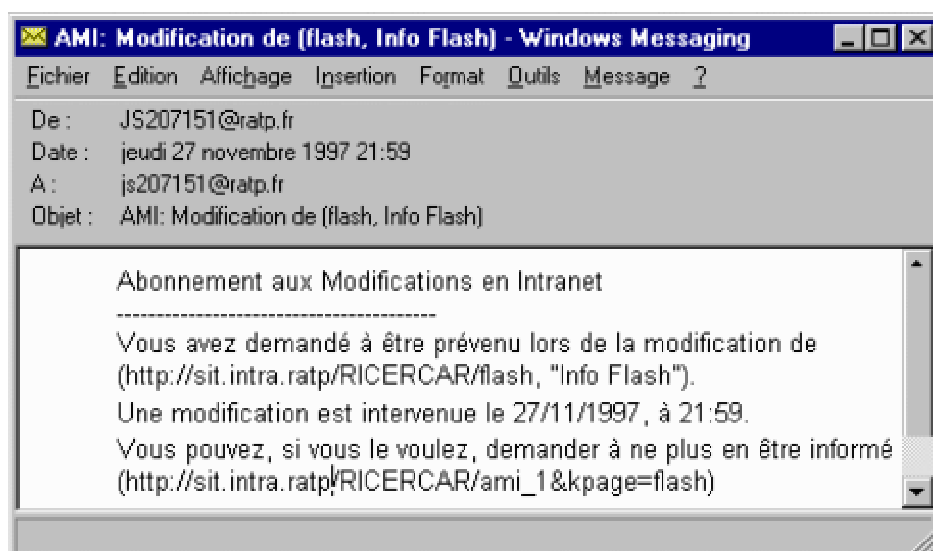 AMI: Modification de (flash, Info Flash) - Windows Messaging
Fichier Edition Affichage Insertion Format Outils Message ?
De : JS207151@ratp.fr
Date : jeudi 27 novembre 1997 21:59
A : js207151@ratp.fr
Objet : AMI: Modification de (flash, Info Flash)
Abonnement aux Modifications en Intranet
----------------------------------------
Vous avez demandé à être prévenu lors de la modification de
(http://sit.intra.ratp/RICERCAR/flash, "Info Flash").
Une modification est intervenue le 27/11/1997, à 21:59.
Vous pouvez, si vous le voulez, demander à ne plus en être informé
(http://sit.intra.ratp/RICERCAR/ami_1&kpage=flash)